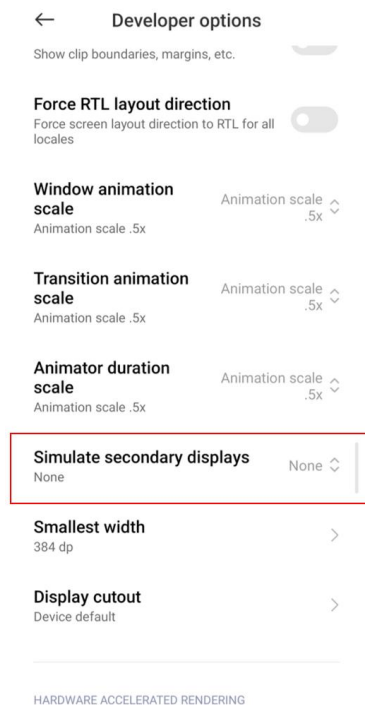 Developer options
Show clip boundaries, margins, etc.
Force RTL layout direction
Force screen layout direction to RTL for all
locales
Window animation
scale
Animation scale .5x
Animation scale
.5x
Transition animation
scale
Animation scale .5x
Animation scale
.5x
Animator duration
scale
Animation scale .5x
Animation scale
.5x
Simulate secondary displays
None
None
Smallest width
384 dp
Display cutout
Device default
HARDWARE ACCELERATED RENDERING